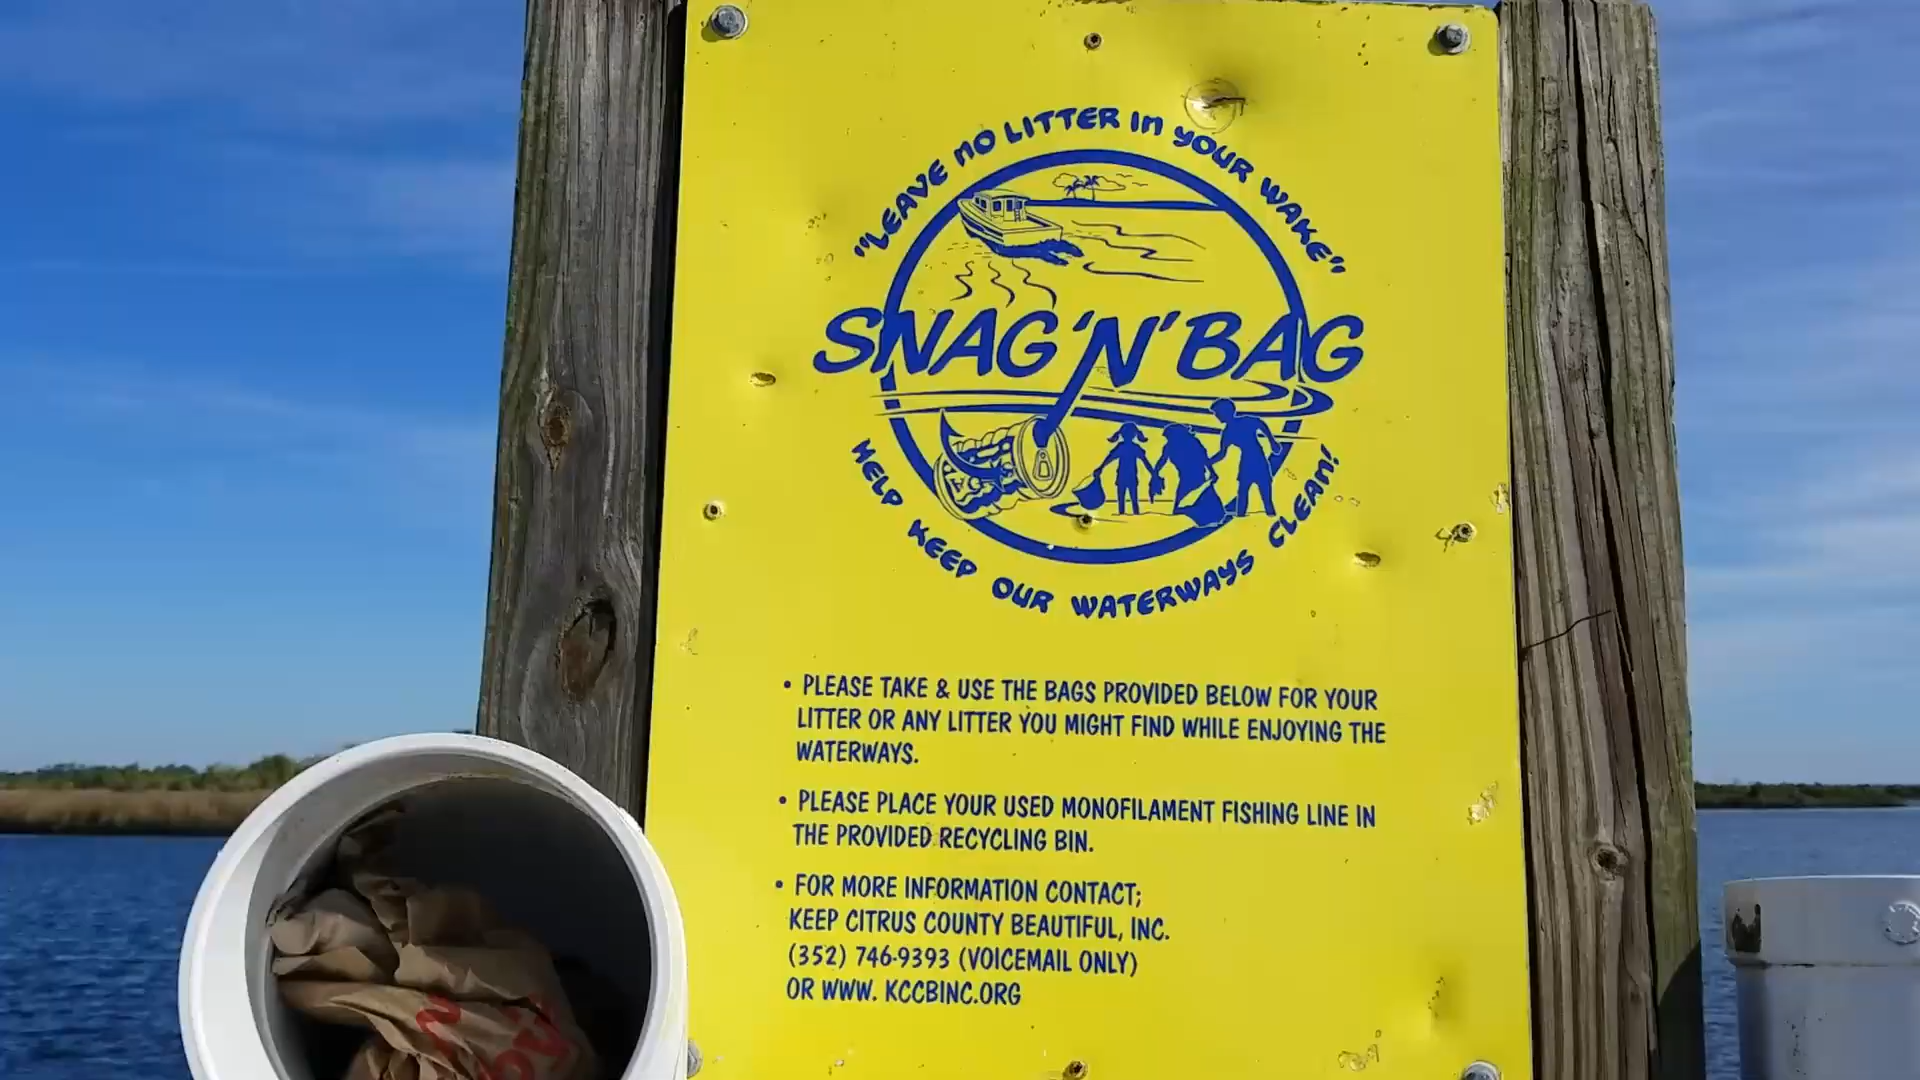 "LEAVE NO LITTER IN YOUR WAKE"
SNAG 'N' BAG
HELP KEEP OUR WATERWAYS CLEAN!
• PLEASE TAKE & USE THE BAGS PROVIDED BELOW FOR YOUR
LITTER OR ANY LITTER YOU MIGHT FIND WHILE ENJOYING THE
WATERWAYS.
• PLEASE PLACE YOUR USED MONOFILAMENT FISHING LINE IN
THE PROVIDED RECYCLING BIN.
• FOR MORE INFORMATION CONTACT;
KEEP CITRUS COUNTY BEAUTIFUL, INC.
(352) 746-9393 (VOICEMAIL ONLY)
OR WWW. KCCBINC.ORG